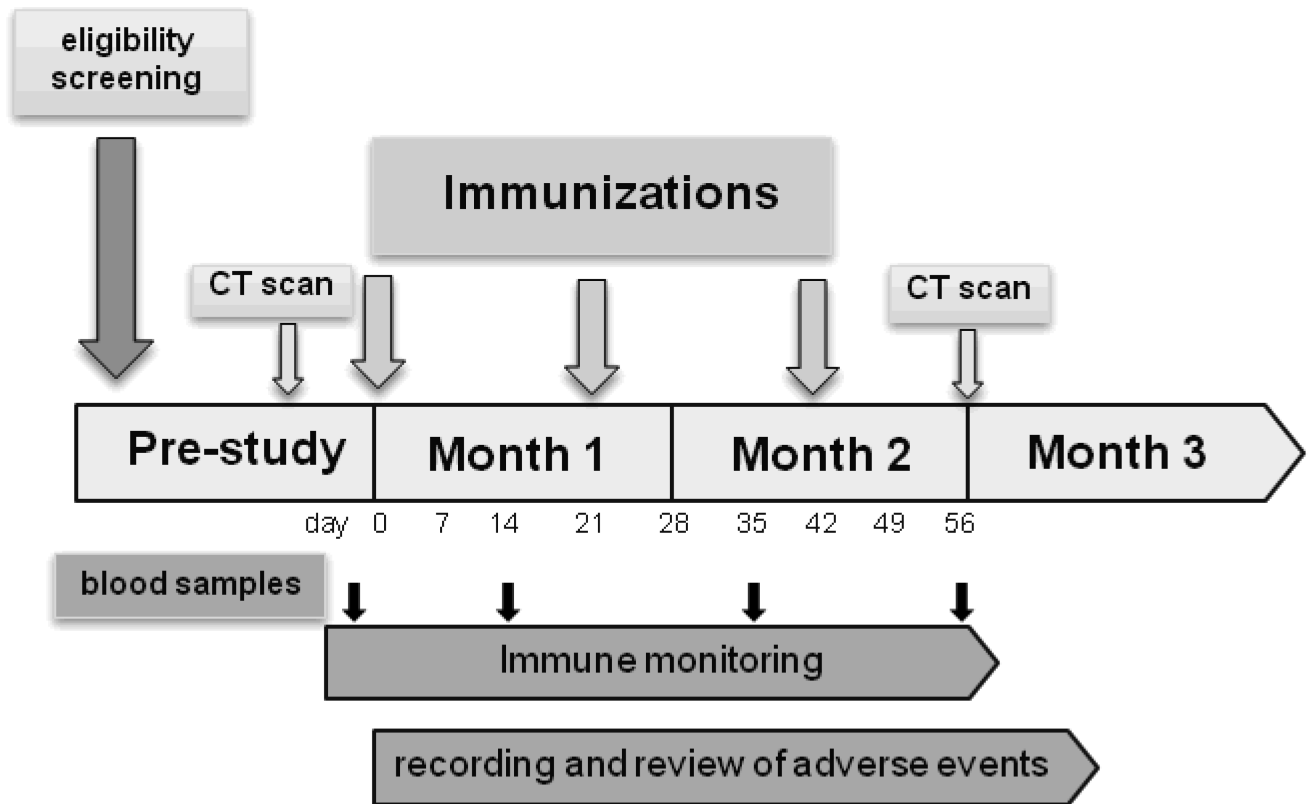 eligibility
screening
Immunizations
CT scan
CT scan
Pre-study
Month 1
Month 2
Month 3
day 0 7 14 21 28 35 42 49 56
blood samples
Immune monitoring
recording and review of adverse events